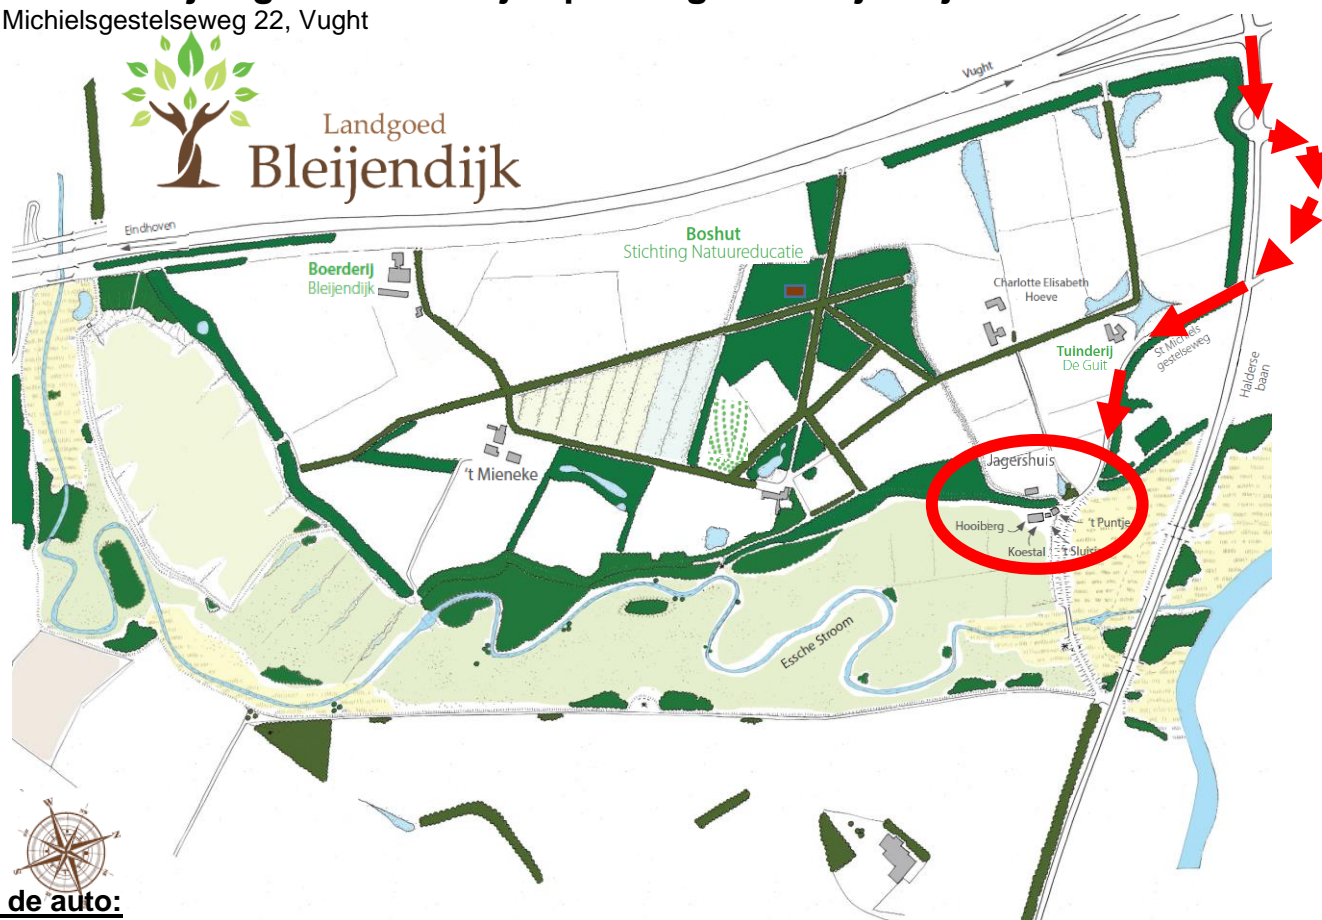 Michielsgestelseweg 22, Vught
Landgoed
Bleijendijk
Vught
Eindhoven
Boshut
Stichting Natuureducatie
Boerderij
Bleijendijk
Charlotte Elisabeth
Hoeve
Tuinderij
De Guit
St Michiels
gestelseweg
Halderse
baan
't Mieneke
Jagershuis
Hooiberg
't Puntje
Koestal
Essche Stroom
W
N
S
de auto: